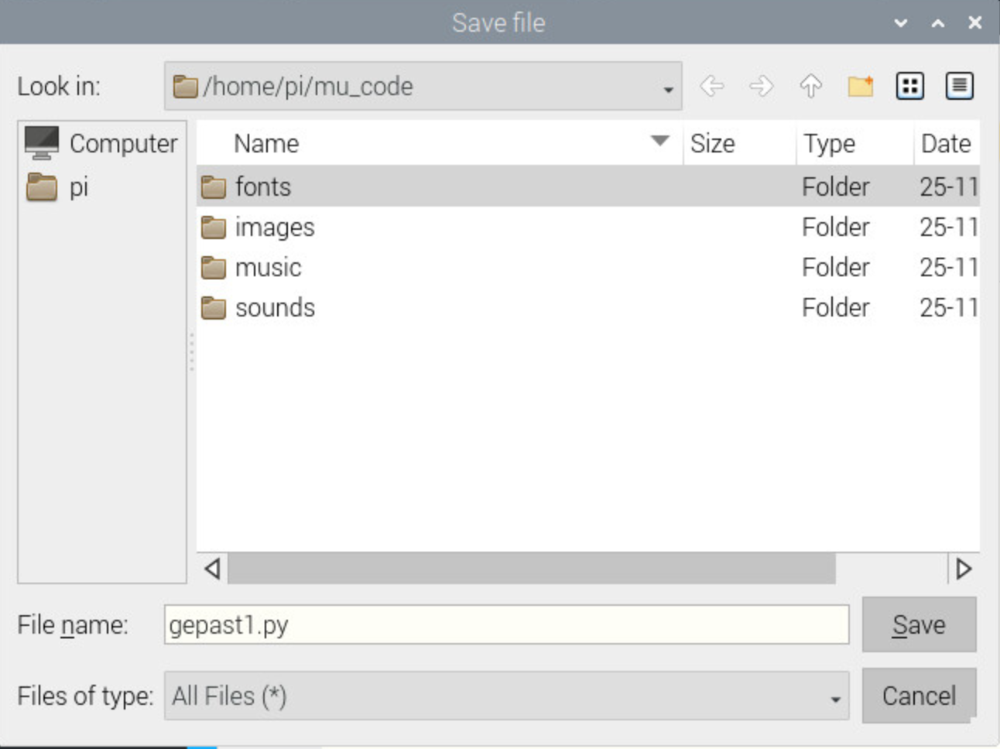 Save file
Look in: /home/pi/mu_code
Computer
pi
Name Size Type Date
fonts Folder 25-11
images Folder 25-11
music Folder 25-11
sounds Folder 25-11
File name: gepast1.py Save
Files of type: All Files (*) Cancel